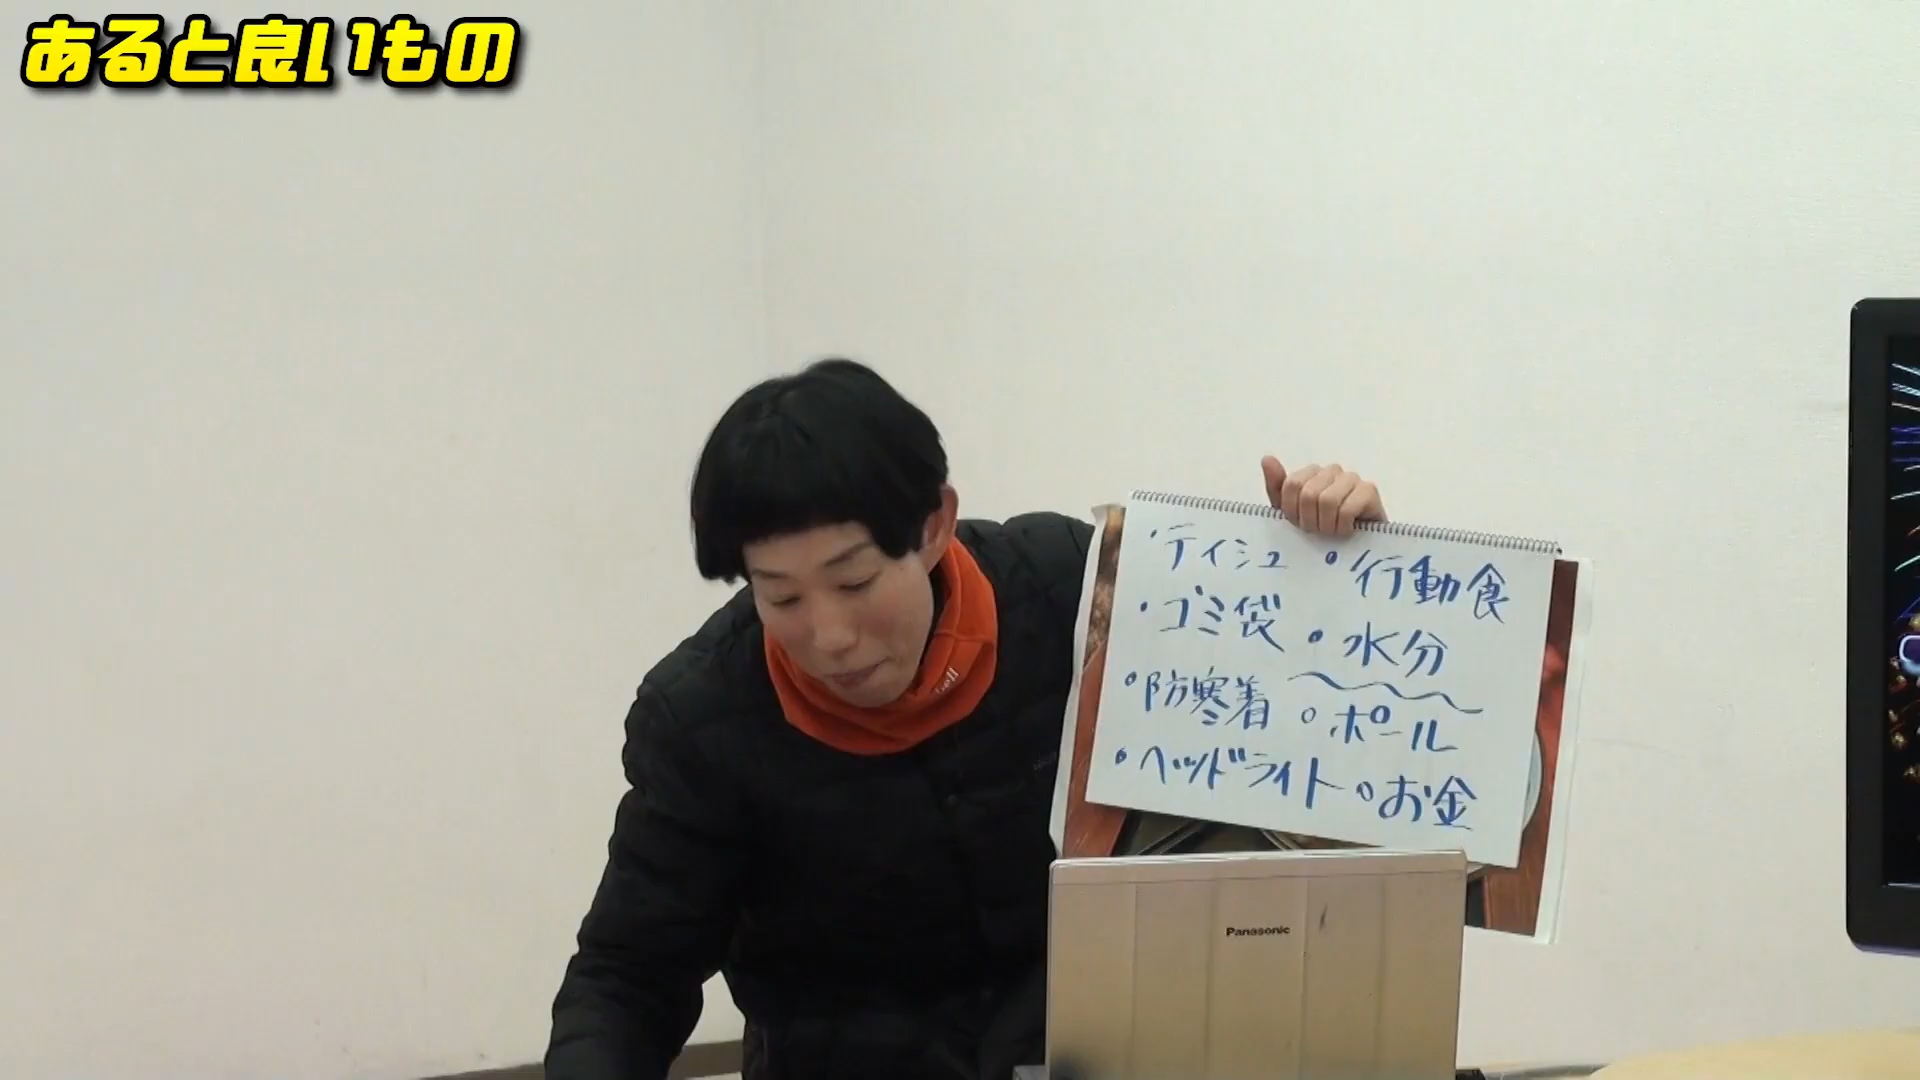 あると良いもの
・ティシュ
・ゴミ袋
・防寒着
・ヘッドライト
・行動食
・水分
・ポール
・お金
Panasonic